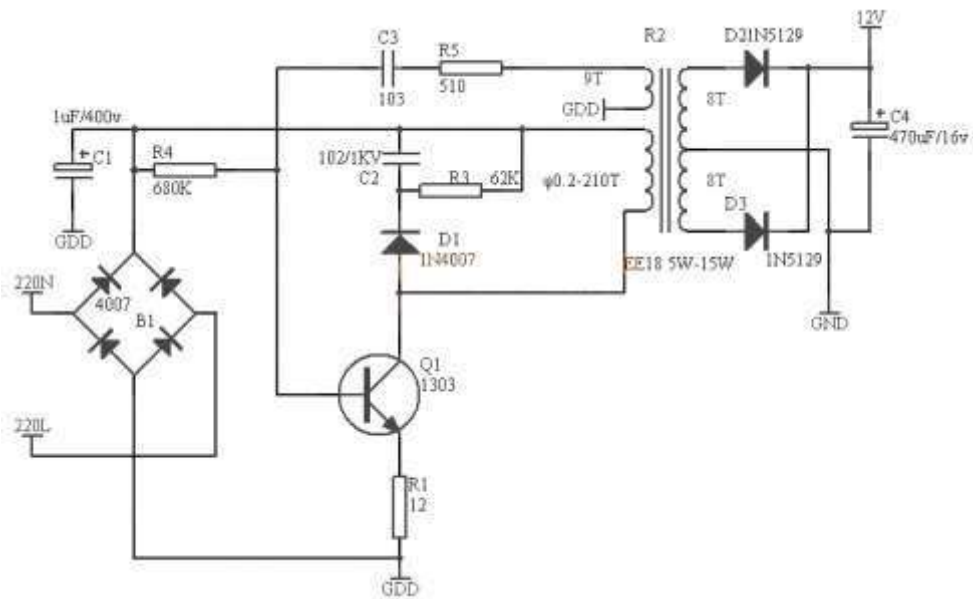 12V
C3
R5
R2
D21N5129
103
510
9T
GDD
8T
C4
470uF/16v
1uF/400v
C1
R4
680K
102/1KV
C2
R3
62K
φ0.2-210T
8T
D3
1N5129
GDD
D1
1N4007
EE18 5W-15W
220N
4007
B1
GND
Q1
1303
220L
R1
12
GDD